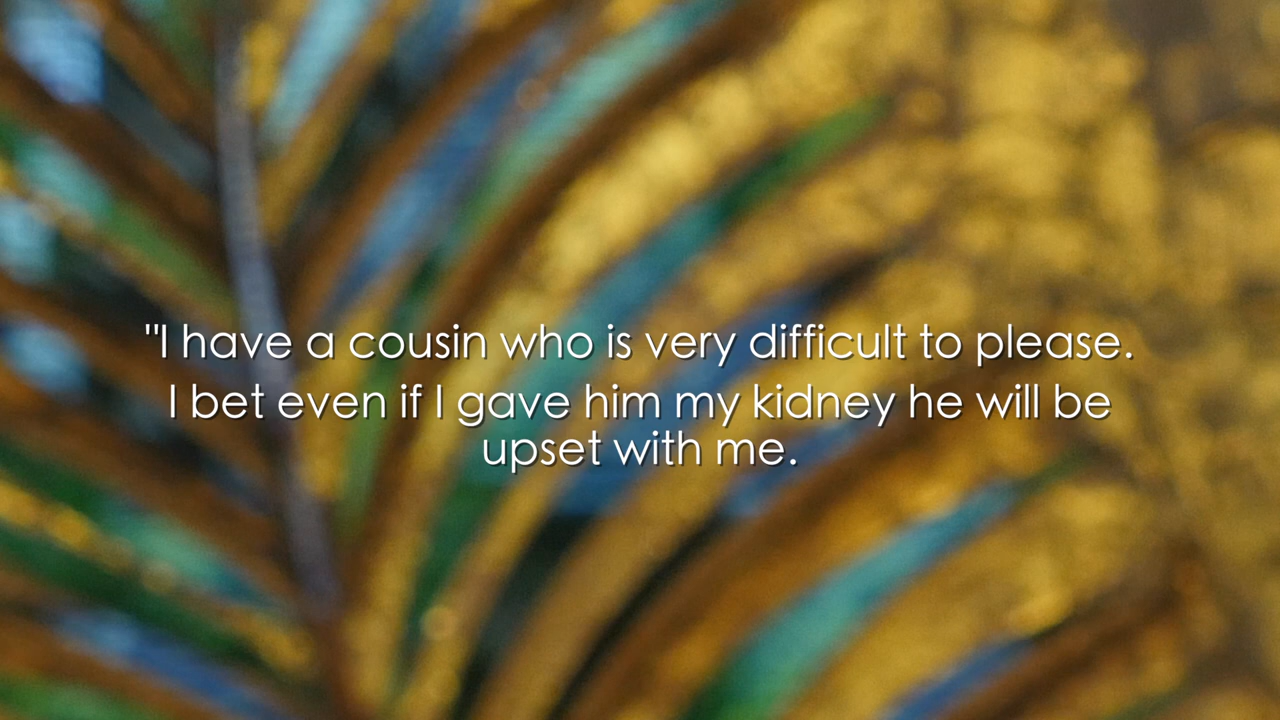 "I have a cousin who is very difficult to please.
I bet even if I gave him my kidney he will be
upset with me.